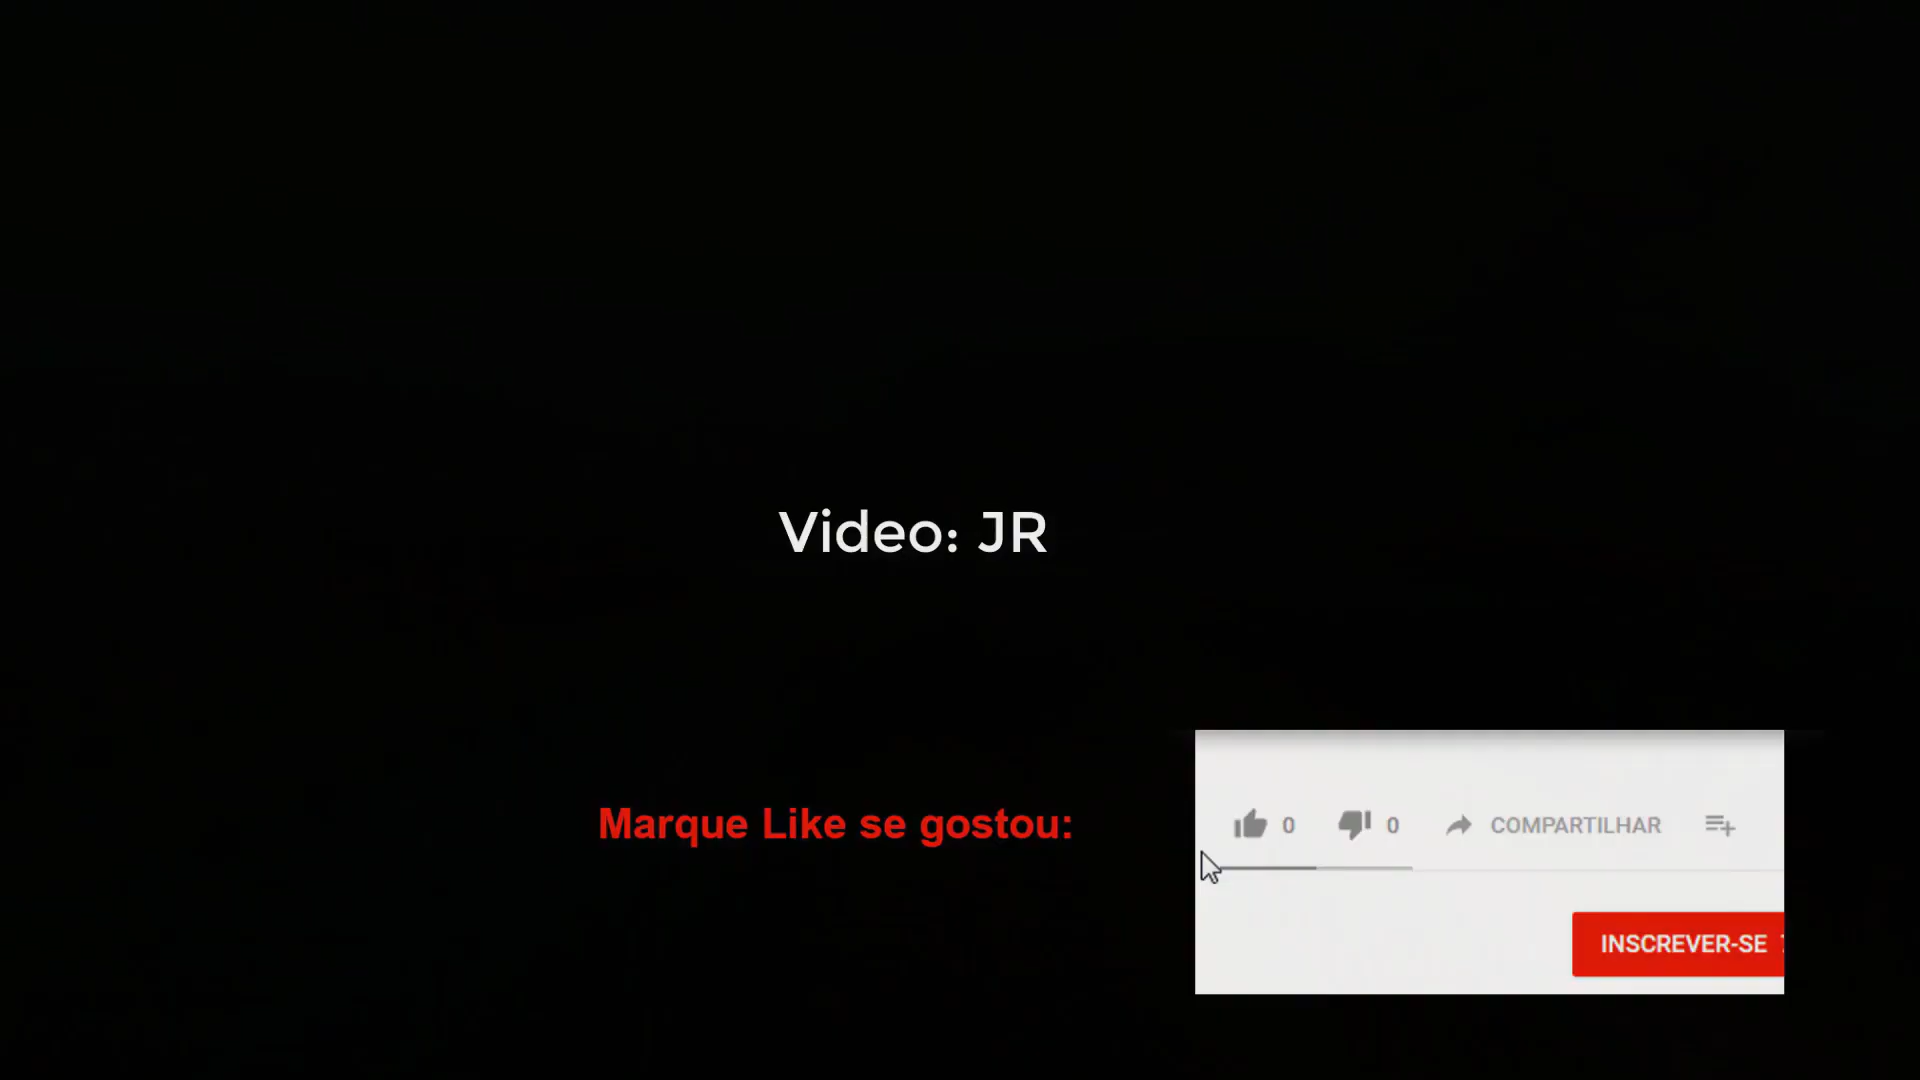 Video: JR
Marque Like se gostou:
0 0 COMPARTILHAR
INSCREVER-SE